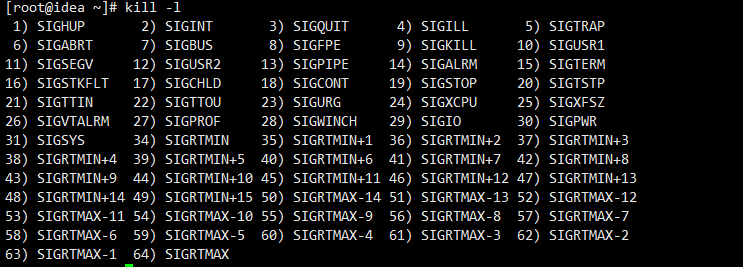 [root@idea ~]# kill -l
 1) SIGHUP       2) SIGINT       3) SIGQUIT      4) SIGILL       5) SIGTRAP
 6) SIGABRT      7) SIGBUS       8) SIGFPE       9) SIGKILL     10) SIGUSR1
11) SIGSEGV     12) SIGUSR2     13) SIGPIPE     14) SIGALRM     15) SIGTERM
16) SIGSTKFLT   17) SIGCHLD     18) SIGCONT     19) SIGSTOP     20) SIGTSTP
21) SIGTTIN     22) SIGTTOU     23) SIGURG      24) SIGXCPU     25) SIGXFSZ
26) SIGVTALRM   27) SIGPROF     28) SIGWINCH    29) SIGIO       30) SIGPWR
31) SIGSYS      34) SIGRTMIN    35) SIGRTMIN+1  36) SIGRTMIN+2  37) SIGRTMIN+3
38) SIGRTMIN+4  39) SIGRTMIN+5  40) SIGRTMIN+6  41) SIGRTMIN+7  42) SIGRTMIN+8
43) SIGRTMIN+9  44) SIGRTMIN+10 45) SIGRTMIN+11 46) SIGRTMIN+12 47) SIGRTMIN+13
48) SIGRTMIN+14 49) SIGRTMIN+15 50) SIGRTMAX-14 51) SIGRTMAX-13 52) SIGRTMAX-12
53) SIGRTMAX-11 54) SIGRTMAX-10 55) SIGRTMAX-9  56) SIGRTMAX-8  57) SIGRTMAX-7
58) SIGRTMAX-6  59) SIGRTMAX-5  60) SIGRTMAX-4  61) SIGRTMAX-3  62) SIGRTMAX-2
63) SIGRTMAX-1  64) SIGRTMAX